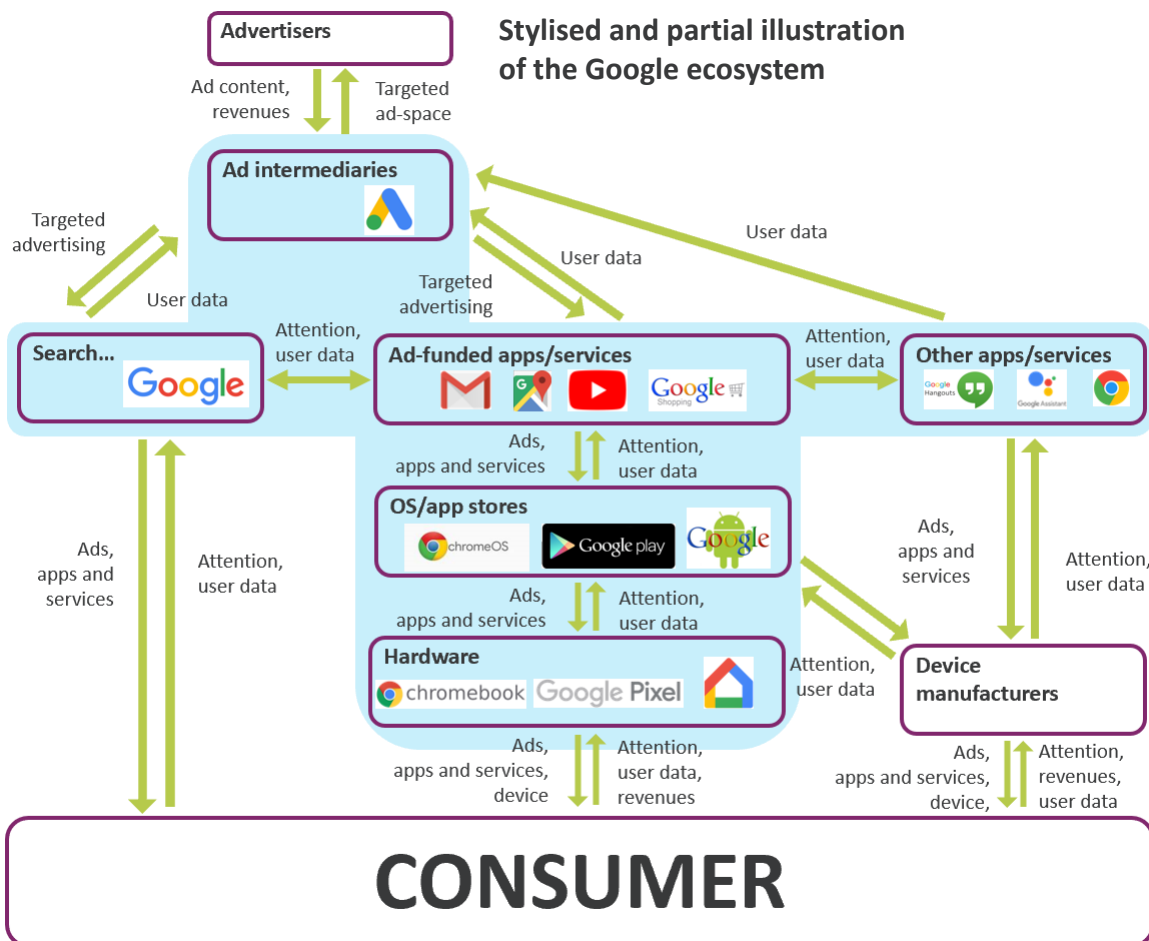 Stylised and partial illustration
of the Google ecosystem
Advertisers
Ad content,
revenues
Targeted
ad-space
Ad intermediaries
Targeted
advertising
User data
User data
Targeted
advertising
User data
Search...
Google
Attention,
user data
Ad-funded apps/services
Google
Shopping
Attention,
user data
Other apps/services
Google
Hangouts
Google Assistant
Ads,
apps and services
Attention,
user data
OS/app stores
chromeOS
Google play
Google
Ads,
apps and
services
Attention,
user data
Ads,
apps and services
Attention,
user data
Ads,
apps and
services
Attention,
user data
Hardware
chromebook
Google Pixel
Attention,
user data
Device
manufacturers
Ads,
apps and services,
device
Attention,
user data,
revenues
Ads,
apps and services,
device,
Attention,
revenues,
user data
CONSUMER